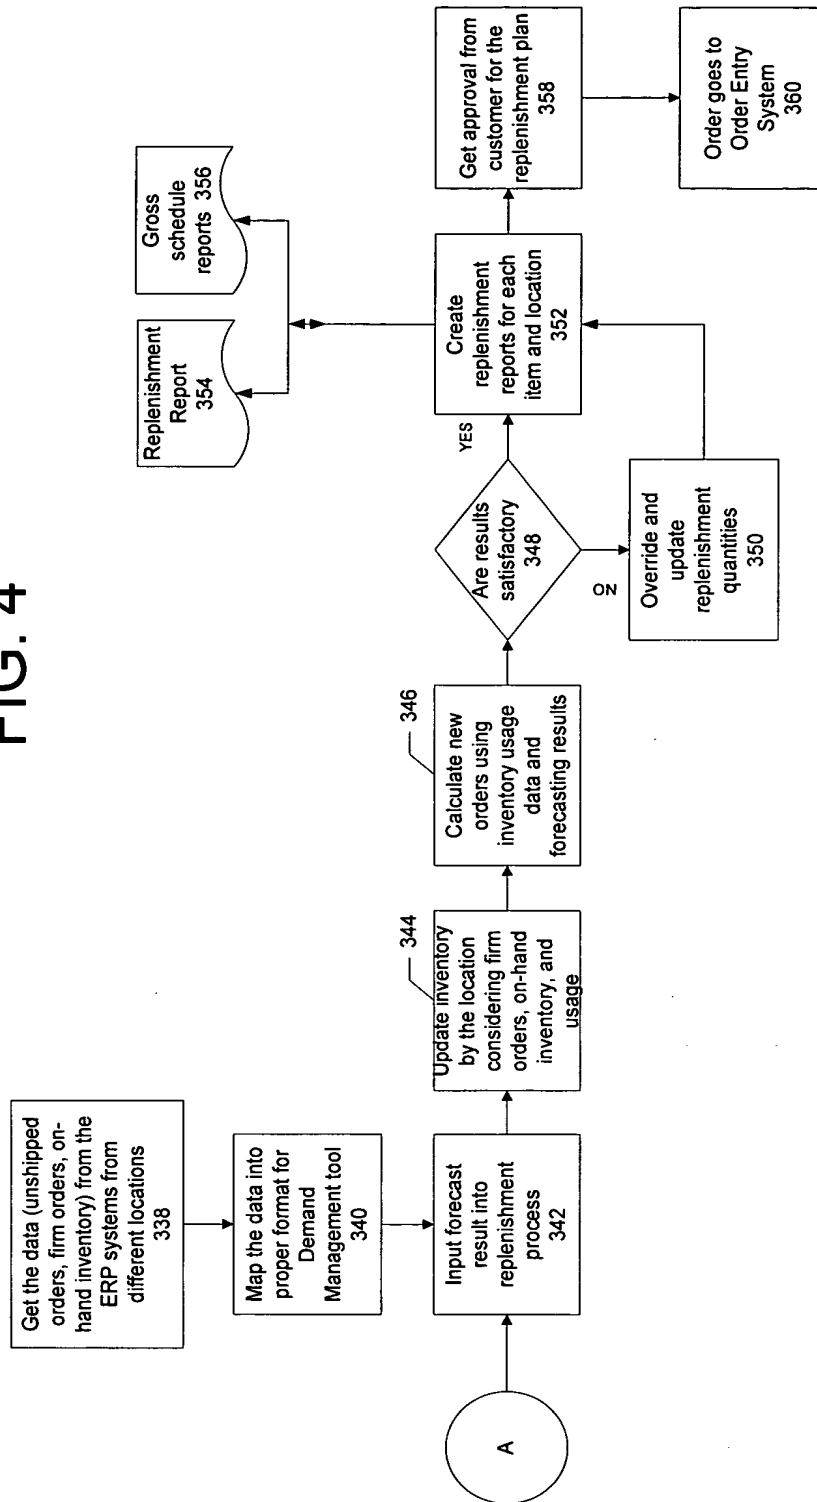 FIG. 4
Get the data (unshipped
orders, firm orders, on-
hand inventory) from the
ERP systems from
different locations
338
Map the data into
proper format for
Demand
Management tool
340
A
Input forecast
result into
replenishment
process
342
344
Update inventory
by the location
considering firm
orders, on-hand
inventory, and
usage
346
Calculate new
orders using
inventory usage
data and
forecasting results
Are results
satisfactory
348
YES
ON
Override and
update
replenishment
quantities
350
Create
replenishment
reports for each
item and location
352
Replenishment
Report
354
Gross
schedule
reports 356
Get approval from
customer for the
replenishment plan
358
Order goes to
Order Entry
System
360